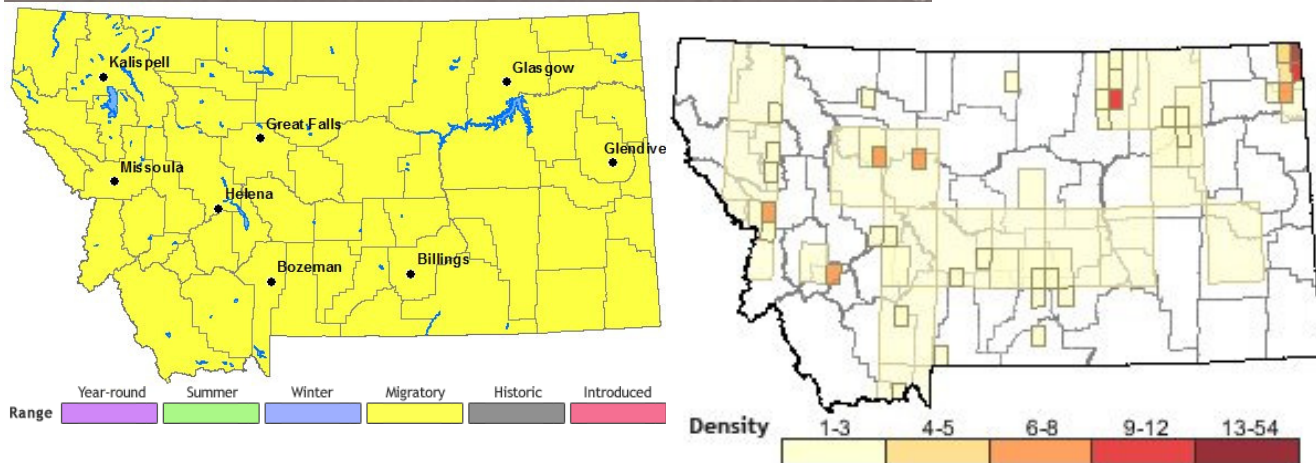 Kalispell
Glasgow
Great Falls
Glendive
Missoula
Helena
Bozeman
Billings
Year-round Summer Winter Migratory Historic Introduced
Range
Density 1-3 4-5 6-8 9-12 13-54